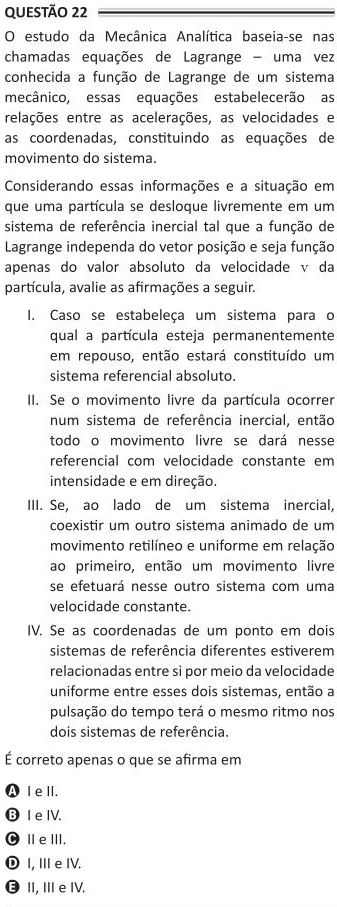 QUESTÃO 22
O estudo da Mecânica Analítica baseia-se nas
chamadas equações de Lagrange – uma vez
conhecida a função de Lagrange de um sistema
mecânico, essas equações estabelecerão as
relações entre as acelerações, as velocidades e
as coordenadas, constituindo as equações de
movimento do sistema.
Considerando essas informações e a situação em
que uma partícula se desloque livremente em um
sistema de referência inercial tal que a função de
Lagrange independa do vetor posição e seja função
apenas do valor absoluto da velocidade v da
partícula, avalie as afirmações a seguir.
I. Caso se estabeleça um sistema para o
qual a partícula esteja permanentemente
em repouso, então estará constituído um
sistema referencial absoluto.
II. Se o movimento livre da partícula ocorrer
num sistema de referência inercial, então
todo o movimento livre se dará nesse
referencial com velocidade constante em
intensidade e em direção.
III. Se, ao lado de um sistema inercial,
coexistir um outro sistema animado de um
movimento retilíneo e uniforme em relação
ao primeiro, então um movimento livre
se efetuará nesse outro sistema com uma
velocidade constante.
IV. Se as coordenadas de um ponto em dois
sistemas de referência diferentes estiverem
relacionadas entre si por meio da velocidade
uniforme entre esses dois sistemas, então a
pulsação do tempo terá o mesmo ritmo nos
dois sistemas de referência.
É correto apenas o que se afirma em
A I e II.
B I e IV.
C II e III.
D I, III e IV.
E II, III e IV.